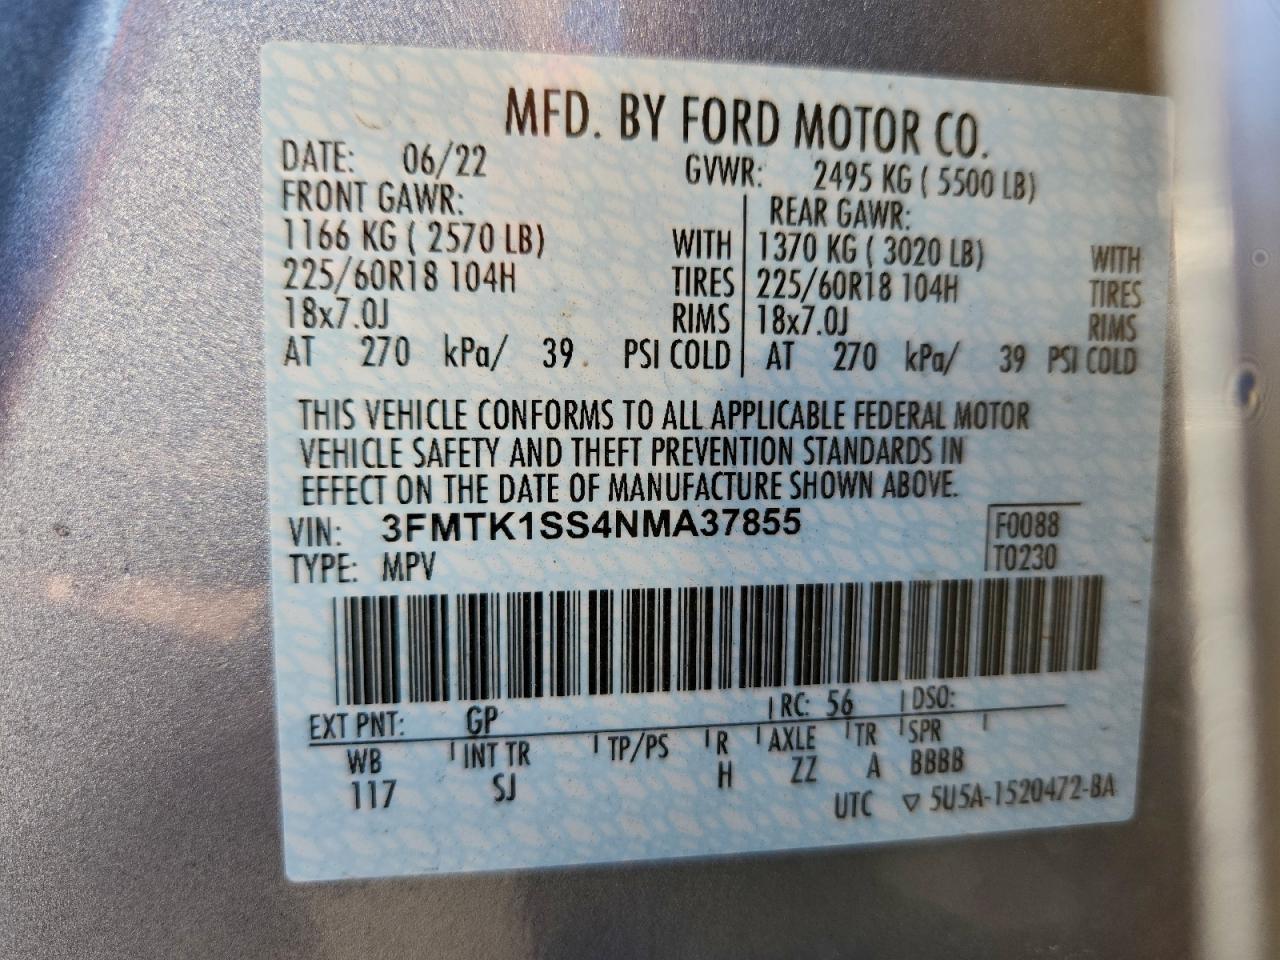 MFD. BY FORD MOTOR CO.
DATE: 06/22 GVWR: 2495 KG ( 5500 LB)
FRONT GAWR: REAR GAWR:
1166 KG ( 2570 LB) WITH 1370 KG ( 3020 LB) WITH
225/60R18 104H TIRES 225/60R18 104H TIRES
18x7.0J RIMS 18x7.0J RIMS
AT 270 kPa/ 39 PSI COLD AT 270 kPa/ 39 PSI COLD
THIS VEHICLE CONFORMS TO ALL APPLICABLE FEDERAL MOTOR
VEHICLE SAFETY AND THEFT PREVENTION STANDARDS IN
EFFECT ON THE DATE OF MANUFACTURE SHOWN ABOVE.
VIN: 3FMTK1SS4NMA37855 F0088
TYPE: MPV T0230
EXT PNT: GP RC: 56 DSO:
WB INT TR TP/PS R AXLE TR SPR
117 SJ H ZZ A BBBB
UTC ▽ 5U5A-1520472-BA